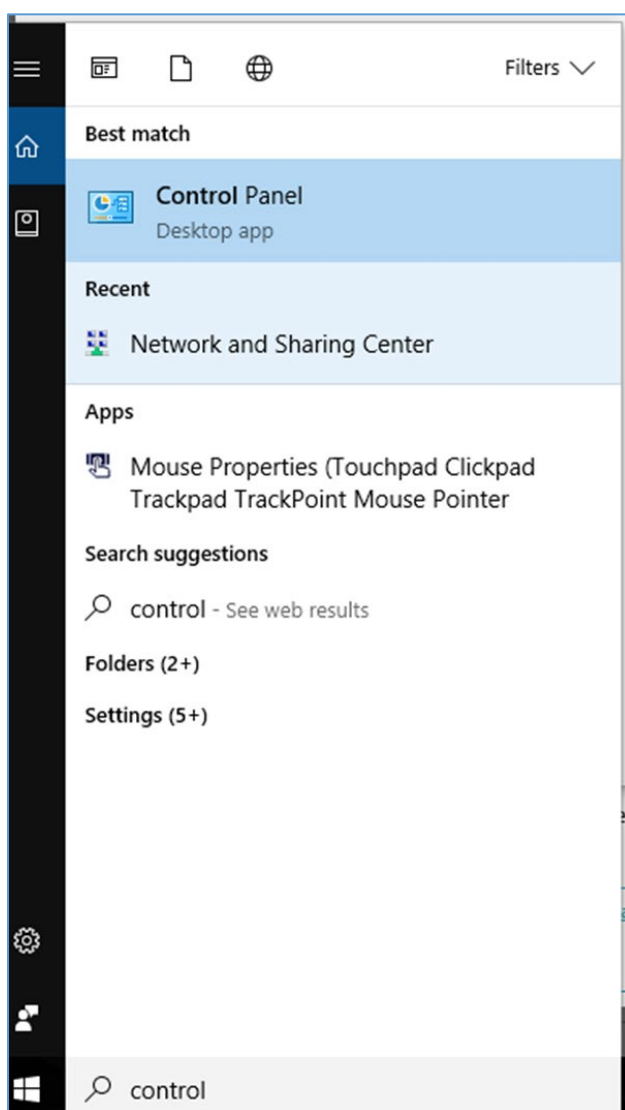 Filters
Best match
Control Panel
Desktop app
Recent
Network and Sharing Center
Apps
Mouse Properties (Touchpad Clickpad
Trackpad TrackPoint Mouse Pointer
Search suggestions
control - See web results
Folders (2+)
Settings (5+)
control